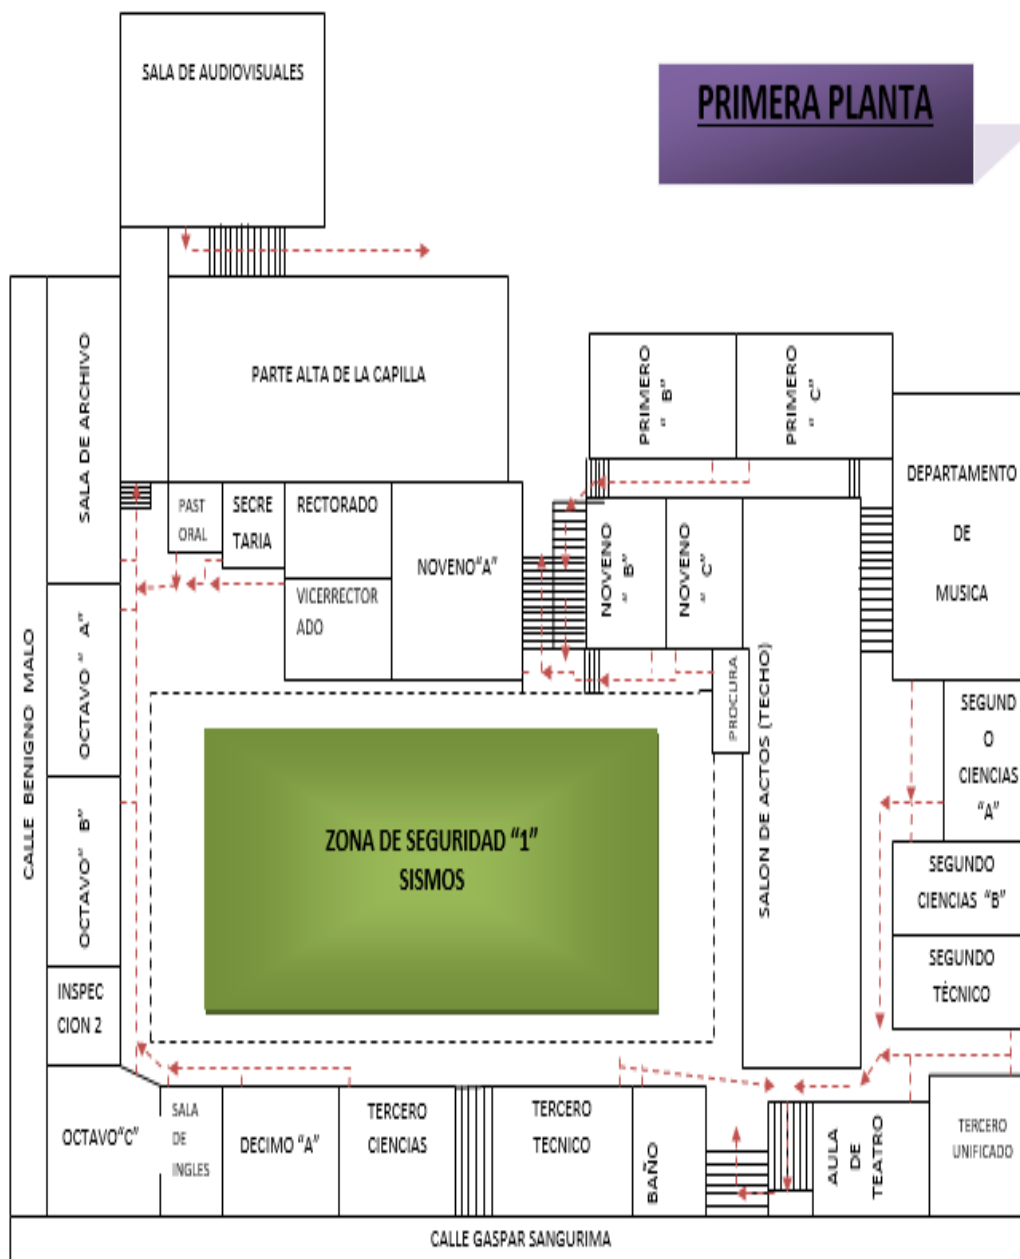 SALA DE AUDIOVISUALES
PRIMERA PLANTA
SALA DE ARCHIVO
PARTE ALTA DE LA CAPILLA
PRIMERO
“ B”
PRIMERO
“ C”
DEPARTAMENTO
DE
MUSICA
PAST
ORAL
SECRE
TARIA
RECTORADO
VICERRECTOR
ADO
NOVENO“A”
NOVENO
“ B”
NOVENO
“ C”
CALLE BENIGNO MALO
OCTAVO“ A”
OCTAVO“ B”
PROCURA
SALON DE ACTOS (TECHO)
SEGUND
O
CIENCIAS
“A”
ZONA DE SEGURIDAD “1”
SISMOS
SEGUNDO
CIENCIAS “B”
SEGUNDO
TÉCNICO
INSPEC
CION 2
OCTAVO“C”
SALA
DE
INGLES
DECIMO “A”
TERCERO
CIENCIAS
TERCERO
TECNICO
BAÑO
AULA
DE
TEATRO
TERCERO
UNIFICADO
CALLE GASPAR SANGURIMA